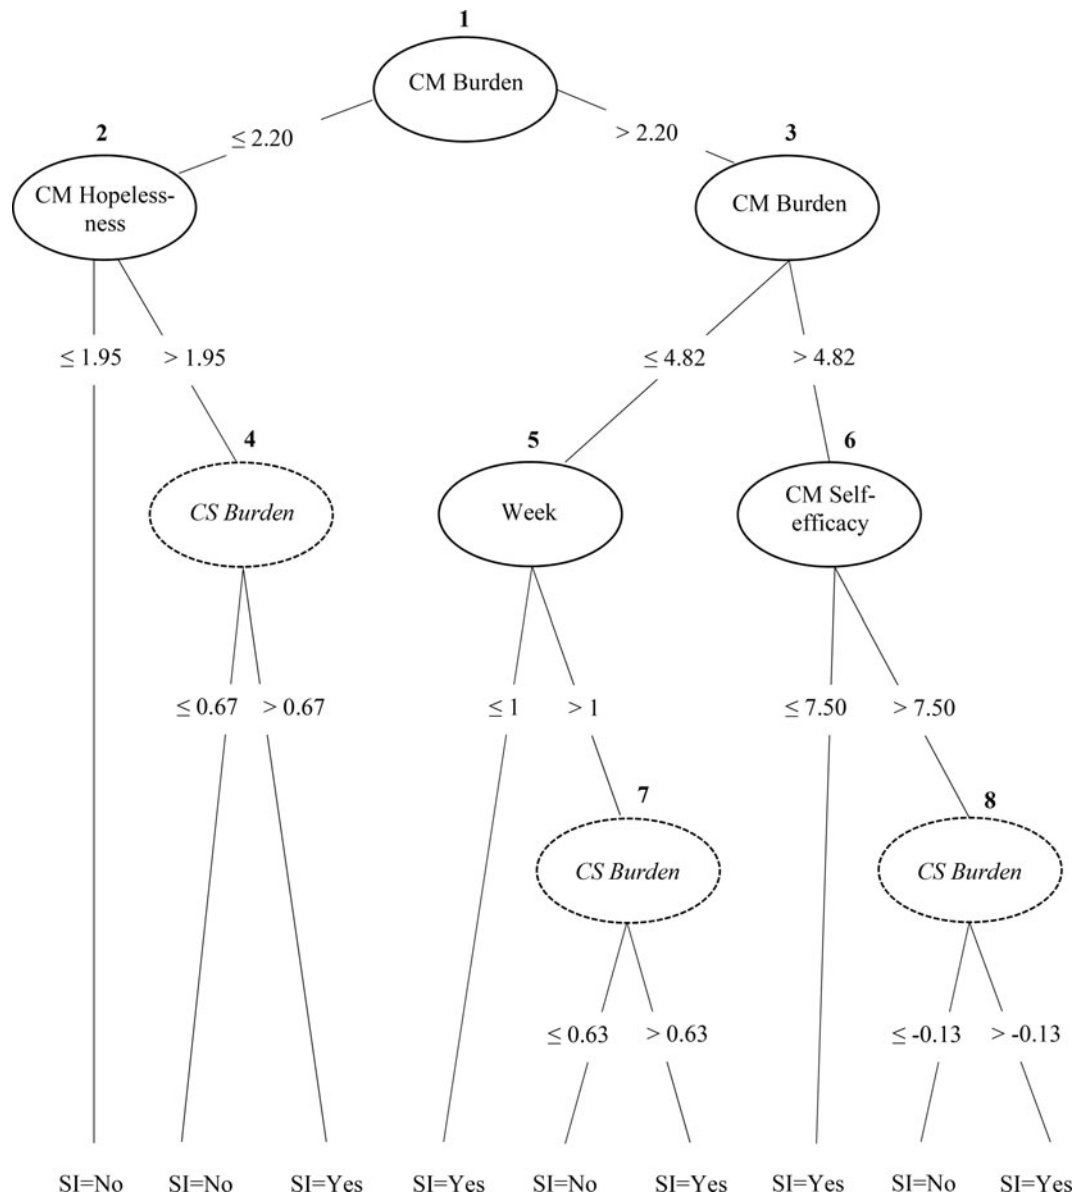 1
CM Burden
≤ 2.20
> 2.20
2
3
CM Hopeless-
ness
CM Burden
≤ 1.95
> 1.95
≤ 4.82
> 4.82
4
5
6
CS Burden
Week
CM Self-
efficacy
≤ 0.67
> 0.67
≤ 1
> 1
≤ 7.50
> 7.50
7
8
CS Burden
CS Burden
≤ 0.63
> 0.63
≤ -0.13
> -0.13
SI=No
SI=No
SI=Yes
SI=Yes
SI=No
SI=Yes
SI=Yes
SI=No
SI=Yes